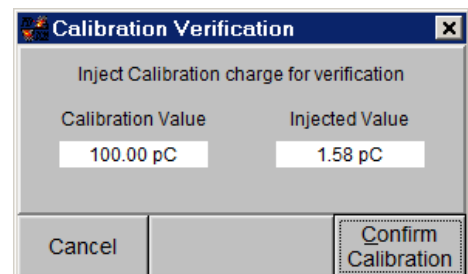 Calibration Verification
Inject Calibration charge for verification
Calibration Value Injected Value
100.00 pC 1.58 pC
Cancel
Confirm
Calibration